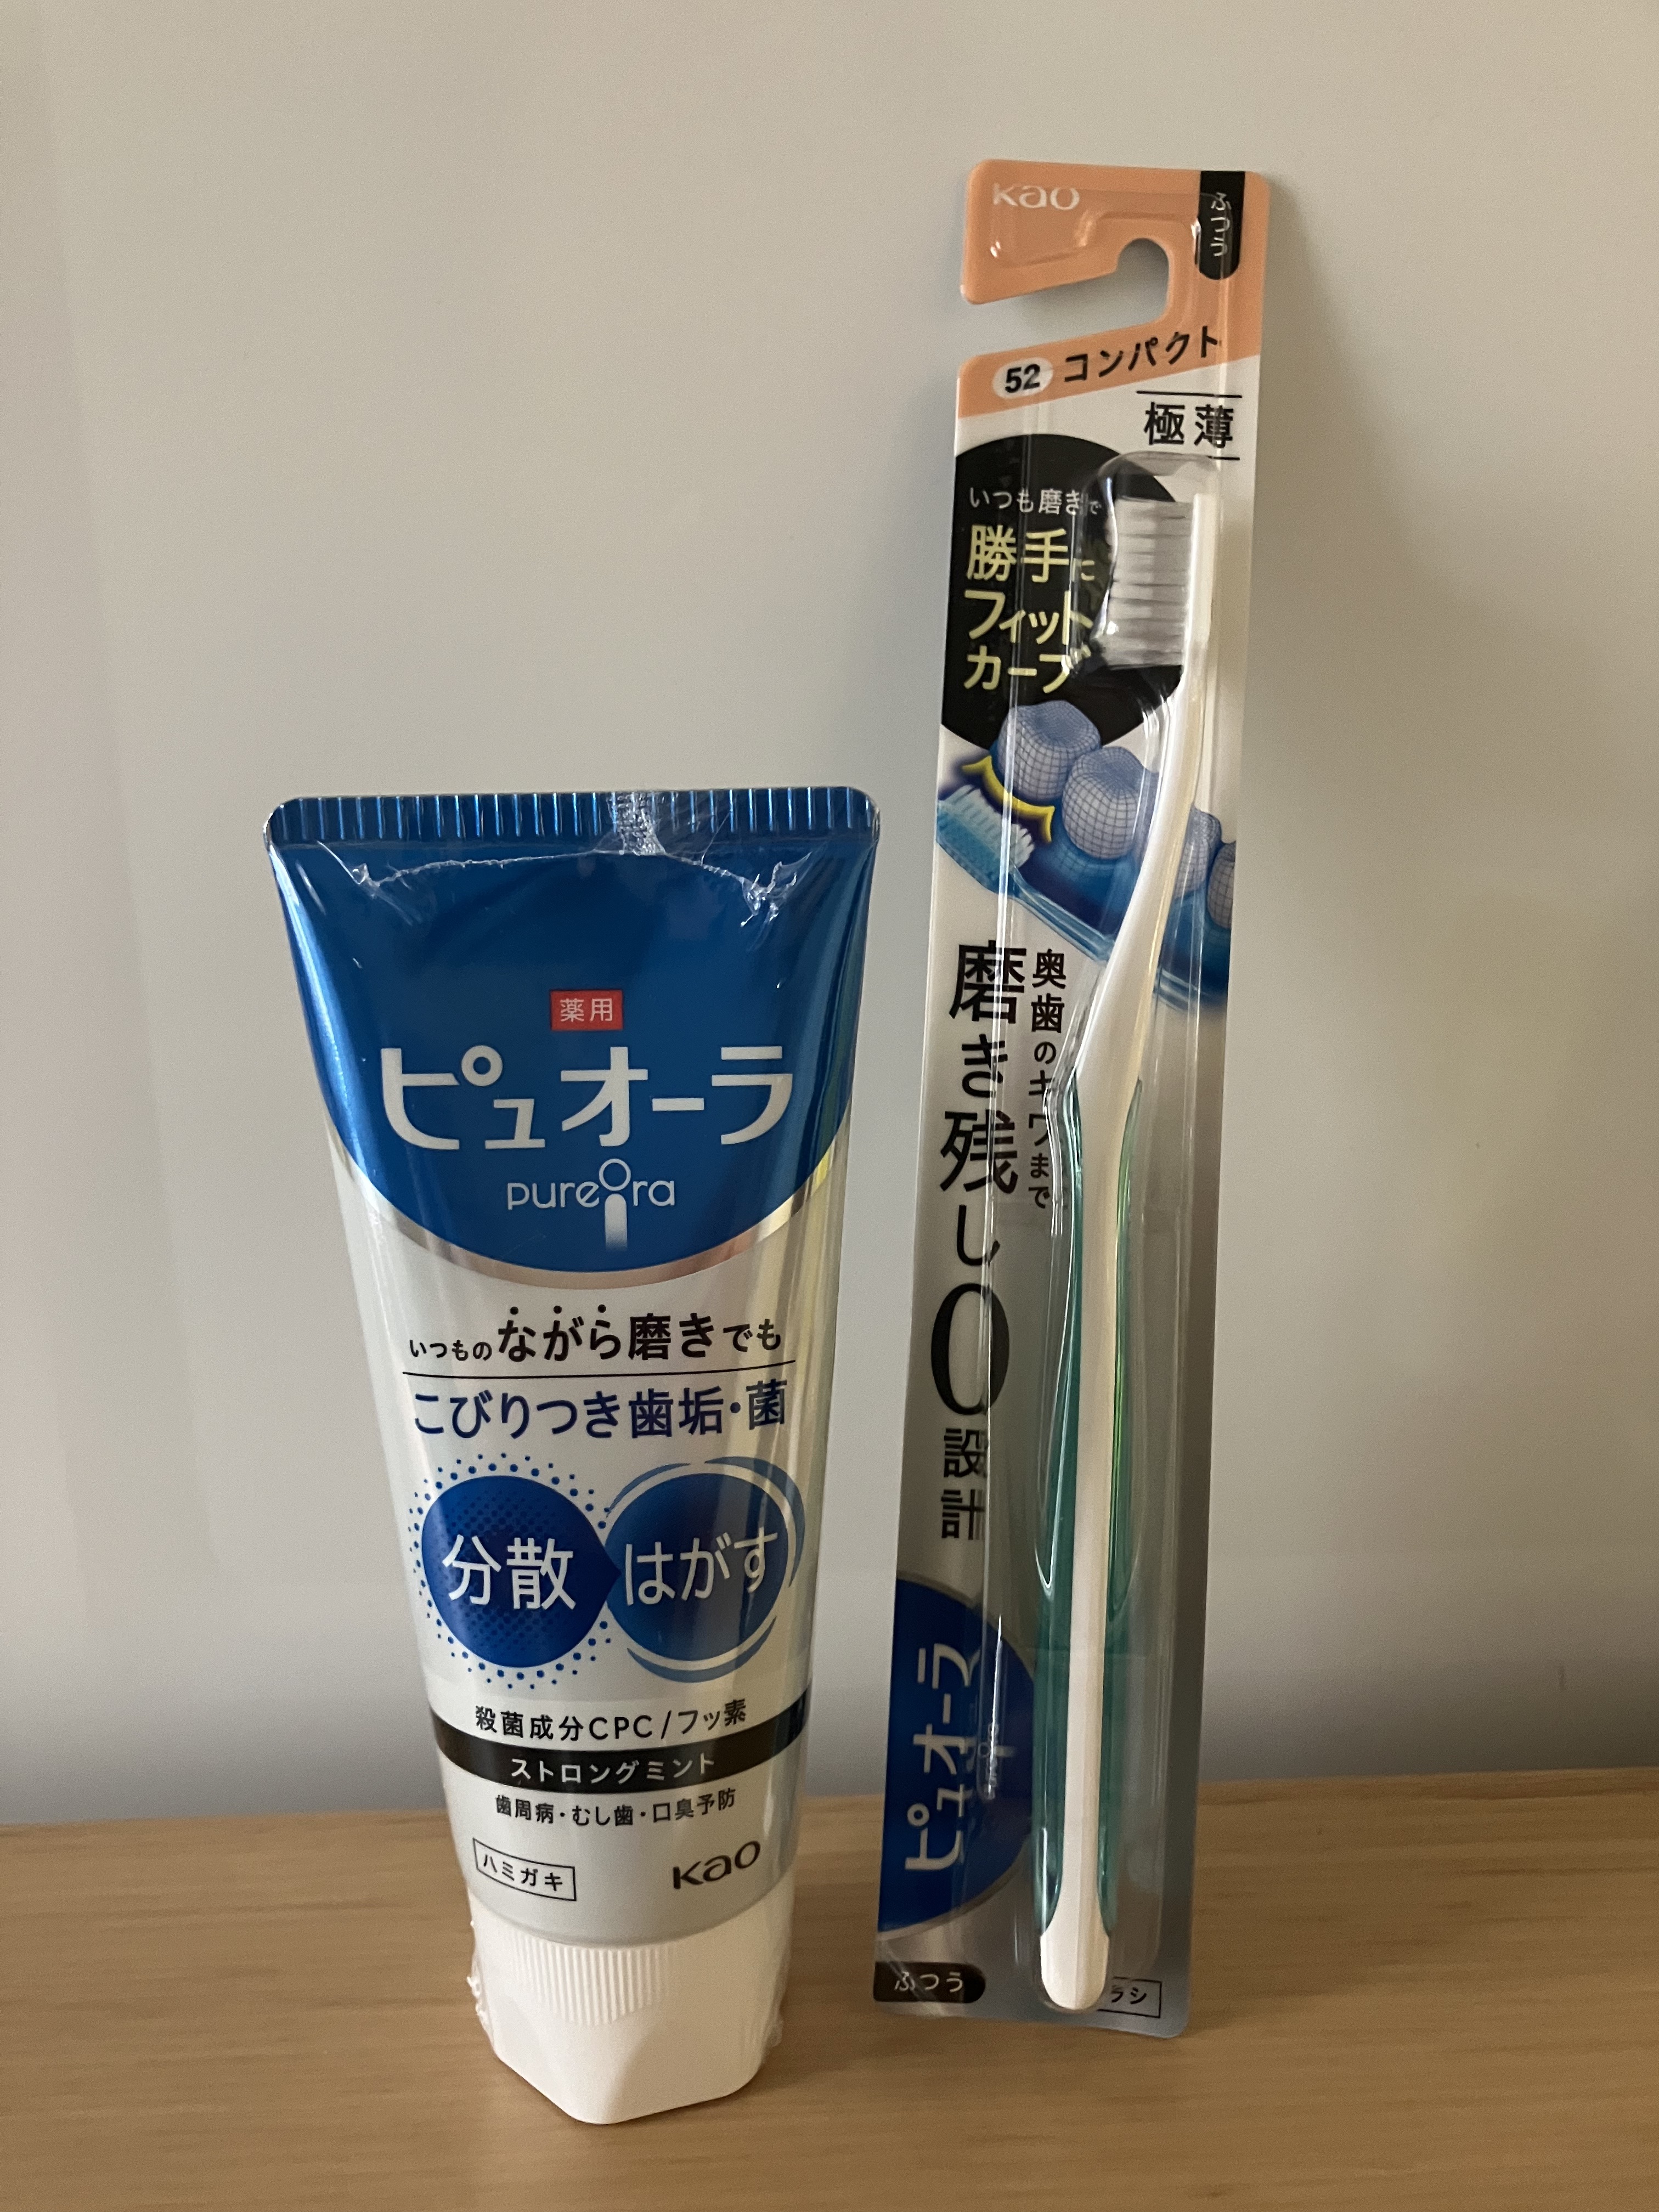 薬用
ピュオーラ
pureora
いつものながら磨きでも
こびりつき歯垢・菌
分散
はがす
殺菌成分CPC/フッ素
ストロングミント
歯周病・むし歯・口臭予防
ハミガキ
Kao
Kao
ふつう
52 コンパクト
極薄
いつも磨きで
勝手に
フィット
カーブ
奥歯のキワまで
磨き残し0設計
ピュオーラ
ふつう
ラシ